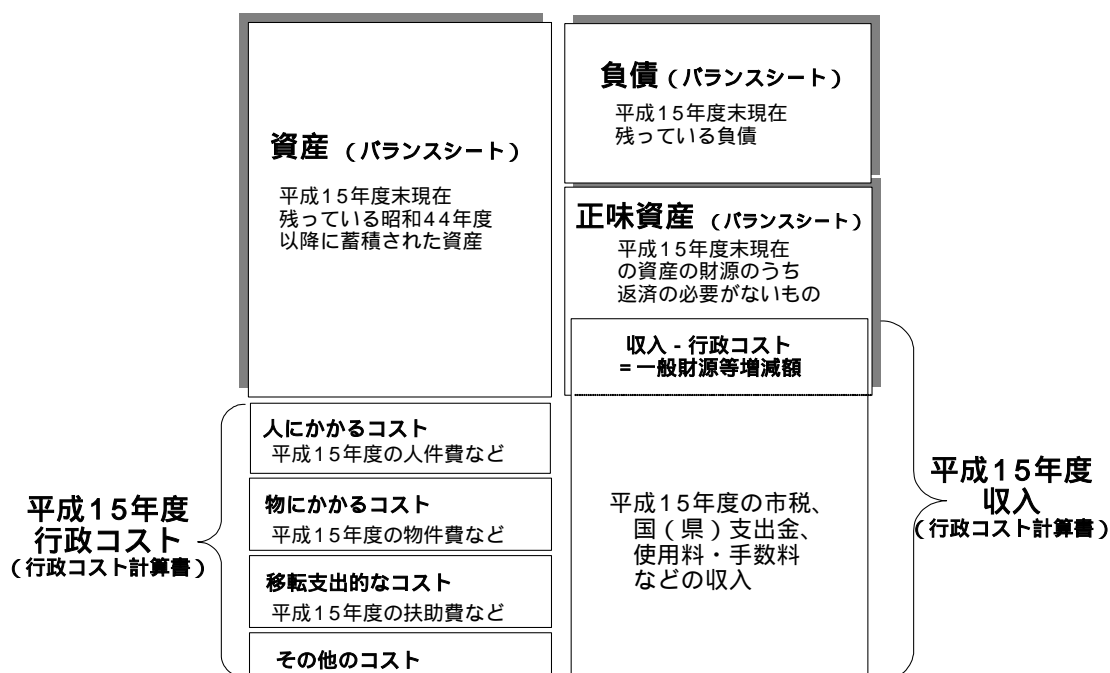 資産（バランスシート）
平成15年度末現在
残っている昭和44年度
以降に蓄積された資産
負債（バランスシート）
平成15年度末現在
残っている負債
正味資産（バランスシート）
平成15年度末現在
の資産の財源のうち
返済の必要がないもの
収入 - 行政コスト
=一般財源等増減額
人にかかるコスト
平成15年度の人件費など
物にかかるコスト
平成15年度の物件費など
移転支出的なコスト
平成15年度の扶助費など
その他のコスト
平成15年度
行政コスト
（行政コスト計算書）
平成15年度の市税、
国（県）支出金、
使用料・手数料
などの収入
平成15年度
収入
（行政コスト計算書）